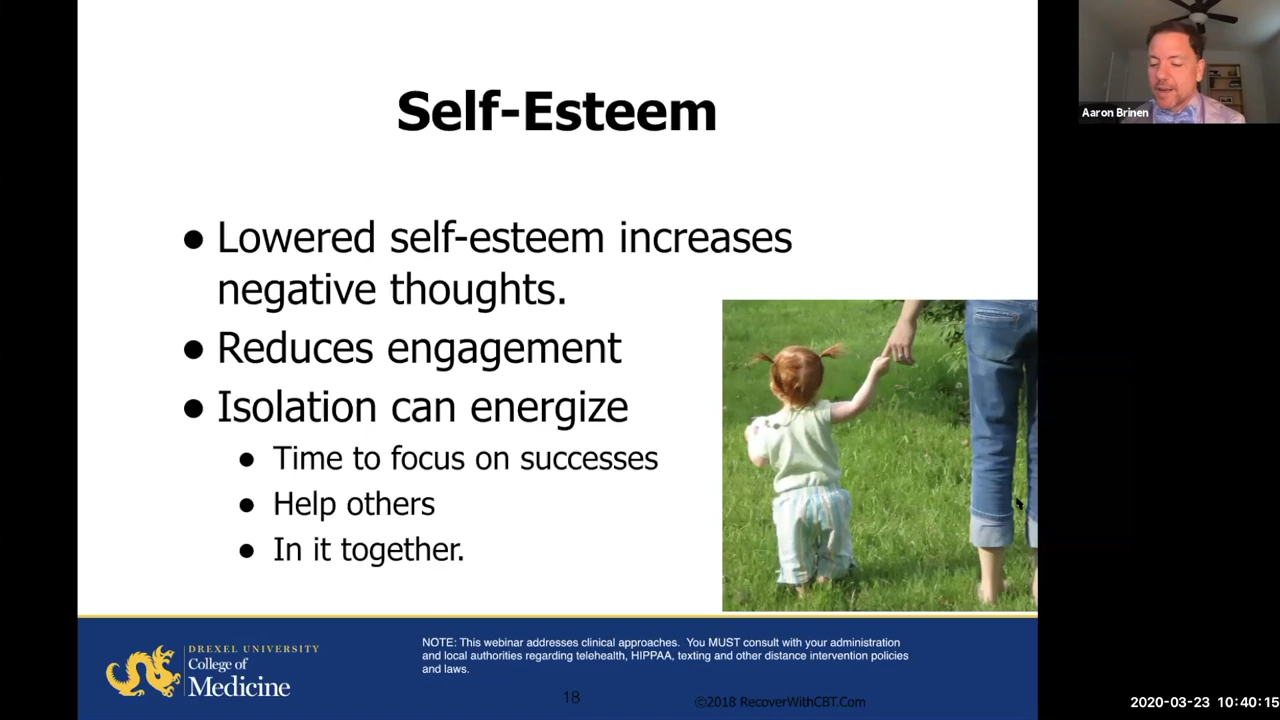 Self-Esteem
● Lowered self-esteem increases
negative thoughts.
● Reduces engagement
● Isolation can energize
● Time to focus on successes
● Help others
● In it together.
DREXEL UNIVERSITY
College of
Medicine
NOTE: This webinar addresses clinical approaches. You MUST consult with your administration
and local authorities regarding telehealth, HIPPAA, texting and other distance intervention policies
and laws.
18
©2018 RecoverWithCBT.Com
Aaron Brinen
2020-03-23 10:40:15